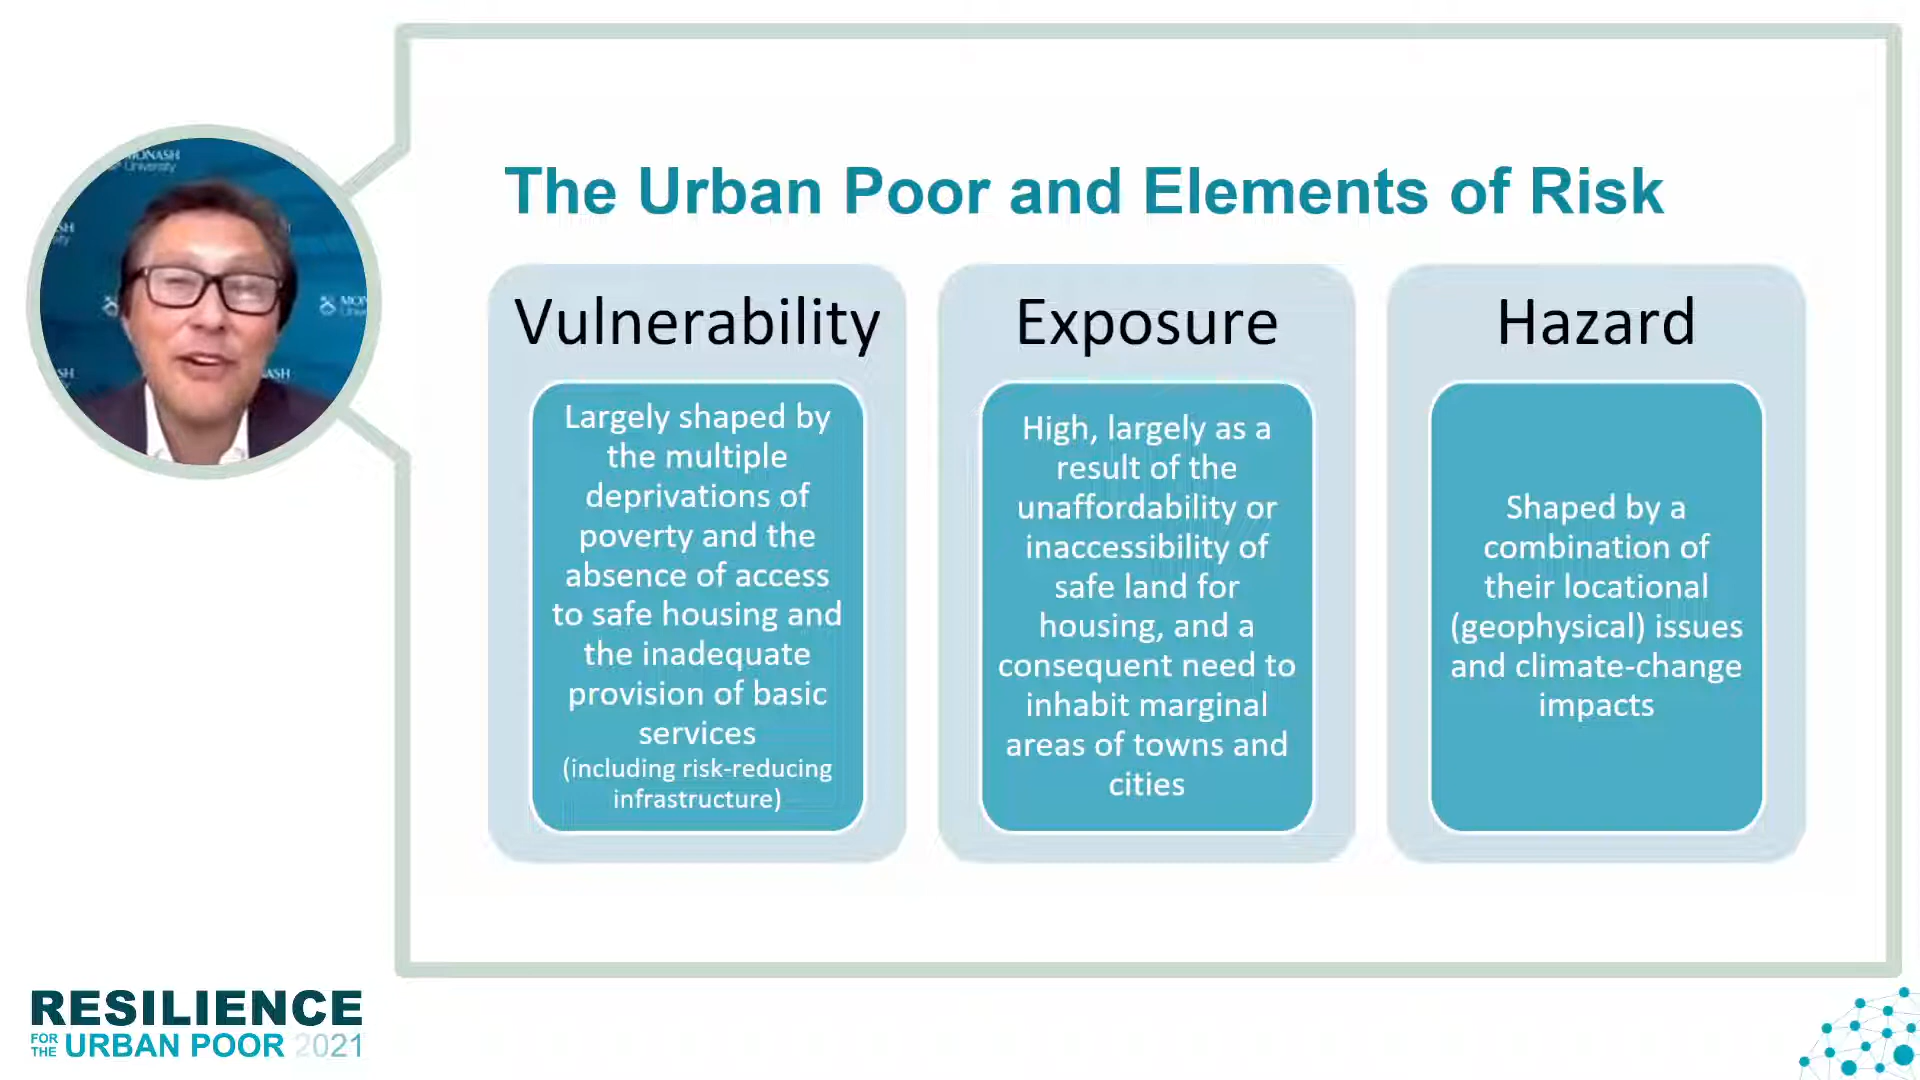 MONASH
University
The Urban Poor and Elements of Risk
Vulnerability
Largely shaped by
the multiple
deprivations of
poverty and the
absence of access
to safe housing and
the inadequate
provision of basic
services
(including risk-reducing
infrastructure)
Exposure
High, largely as a
result of the
unaffordability or
inaccessibility of
safe land for
housing, and a
consequent need to
inhabit marginal
areas of towns and
cities
Hazard
Shaped by a
combination of
their locational
(geophysical) issues
and climate-change
impacts
RESILIENCE
FOR THE URBAN POOR 2021